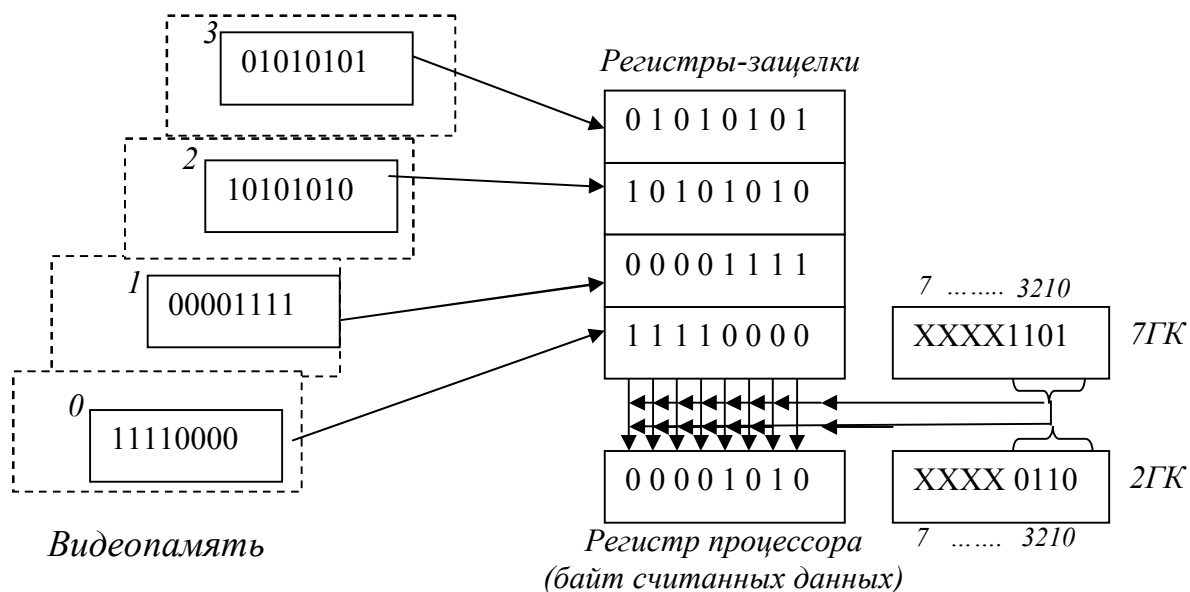 3
01010101
2
10101010
1
00001111
0
11110000
Видеопамять
Регистры-защелки
0 1 0 1 0 1 0 1
1 0 1 0 1 0 1 0
0 0 0 0 1 1 1 1
1 1 1 1 0 0 0 0
7 …….. 3210
XXXX1101 7ГК
0 0 0 0 1 0 1 0
XXXX 0110 2ГК
7 ……. 3210
Регистр процессора
(байт считанных данных)